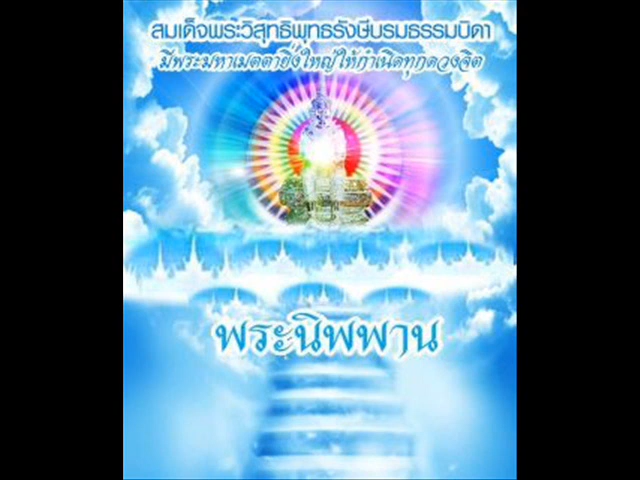 สมเด็จพระวิสุทธิพุทธรังษีบรมธรรมบิดา
มีพระมหาเมตตายิ่งใหญ่ให้กำเนิดทุกดวงจิต
พระนิพพาน